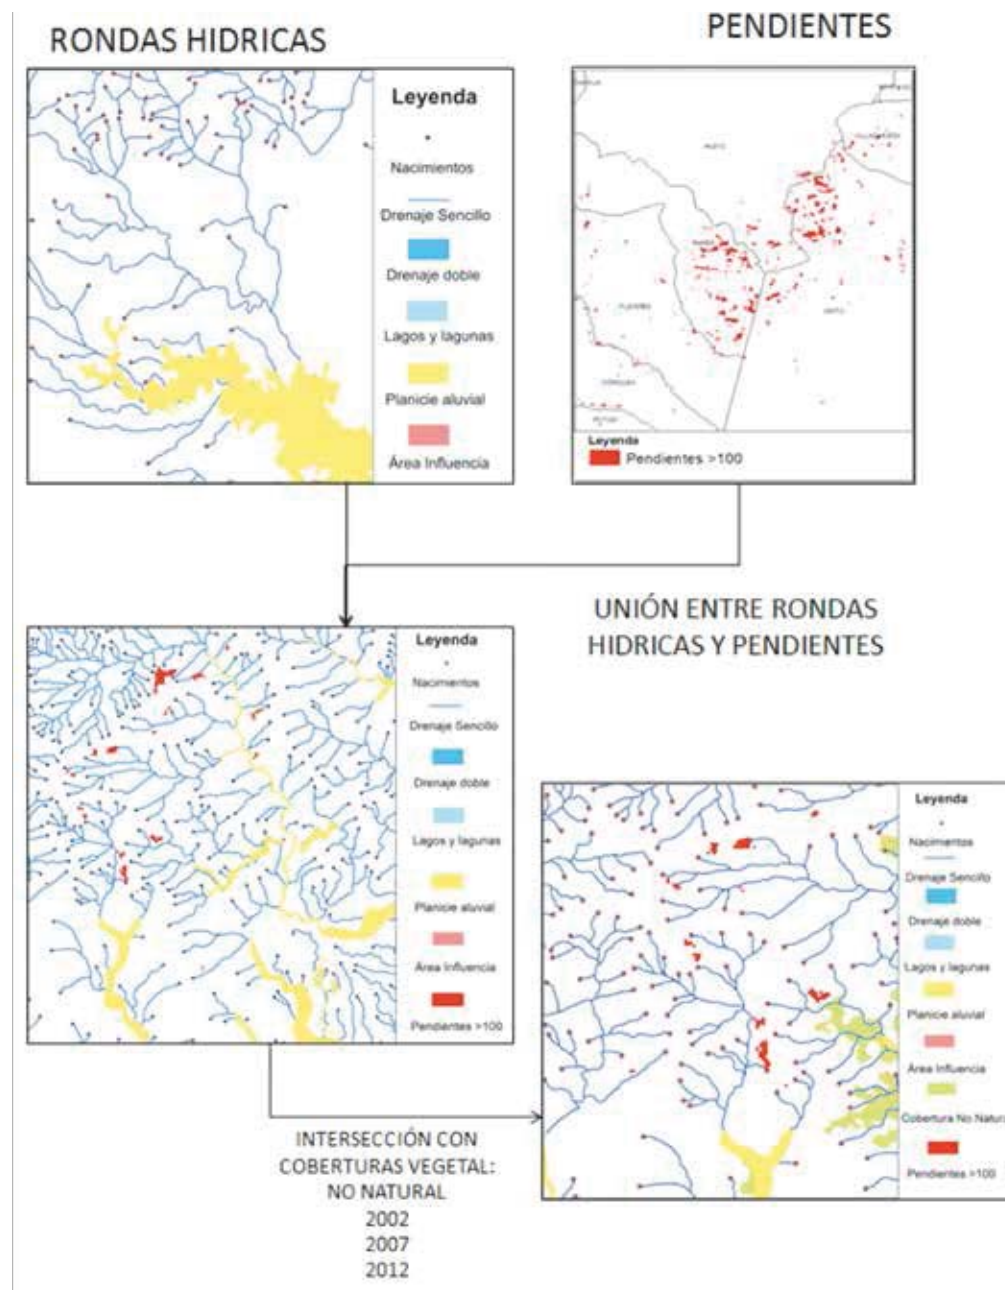 RONDAS HIDRICAS
PENDIENTES
Leyenda
Nacimientos
Drenaje Sencillo
Drenaje doble
Lagos y lagunas
Planicie aluvial
Área Influencia
Leyenda
Pendientes >100
UNIÓN ENTRE RONDAS
HIDRICAS Y PENDIENTES
Leyenda
Nacimientos
Drenaje Sencillo
Drenaje doble
Lagos y lagunas
Planicie aluvial
Área Influencia
Pendientes >100
Leyenda
Nacimientos
Drenaje Sencillo
Drenaje doble
Lagos y lagunas
Planicie aluvial
Área Influencia
Cobertura No Natura
Pendientes >100
INTERSECCIÓN CON
COBERTURAS VEGETAL:
NO NATURAL
2002
2007
2012